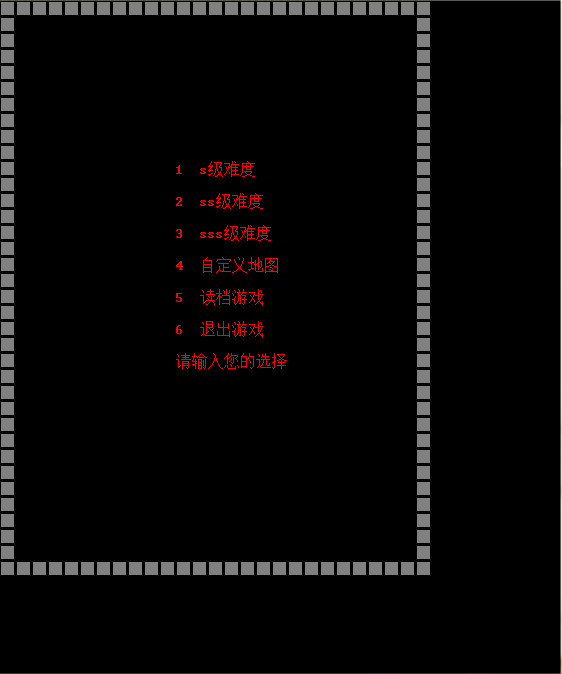 1 s级难度
2 ss级难度
3 sss级难度
4 自定义地图
5 读档游戏
6 退出游戏
请输入您的选择